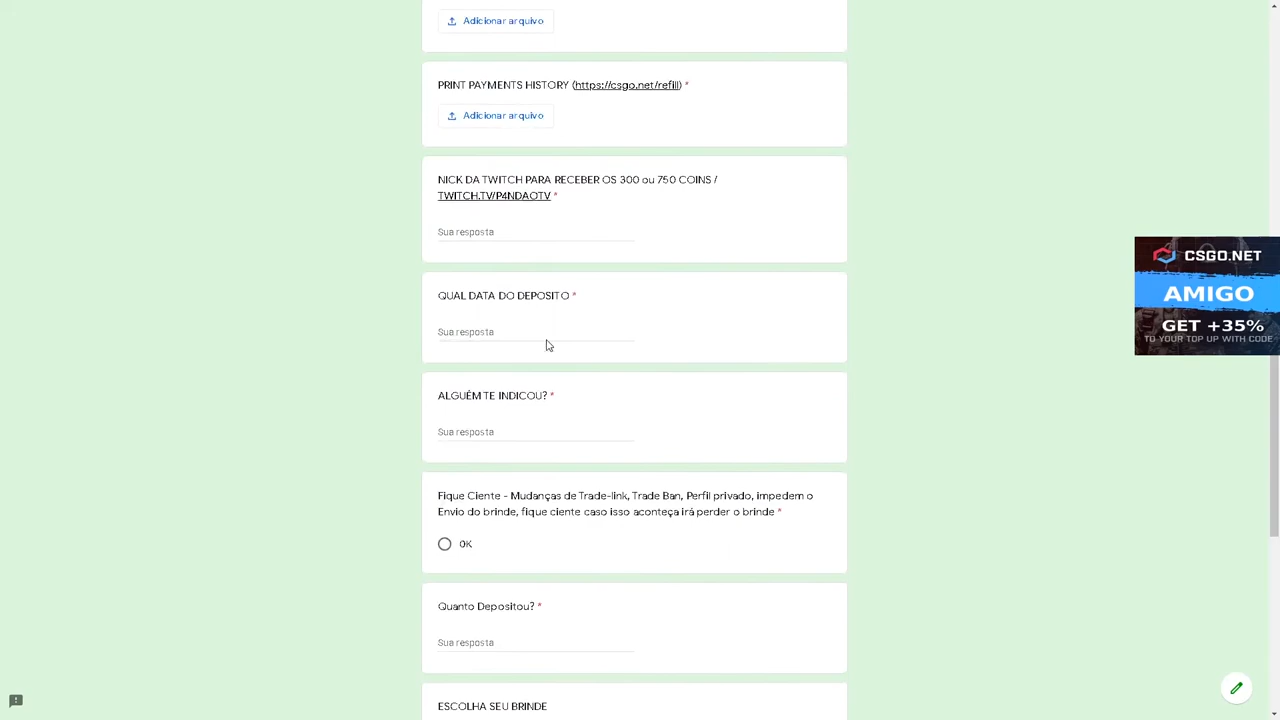 Adicionar arquivo
PRINT PAYMENTS HISTORY (https://csgo.net/refill) *
Adicionar arquivo
NICK DA TWITCH PARA RECEBER OS 300 ou 750 COINS /
TWITCH.TV/P4NDAOTV *
Sua resposta
QUAL DATA DO DEPOSITO *
Sua resposta
ALGUÉM TE INDICOU? *
Sua resposta
Fique Ciente - Mudanças de Trade-link, Trade Ban, Perfil privado, impedem o
Envio do brinde, fique ciente caso isso aconteça irá perder o brinde *
OK
Quanto Depositou? *
Sua resposta
ESCOLHA SEU BRINDE
CSGO.NET
AMIGO
GET +35%
TO YOUR TOP UP WITH CODE